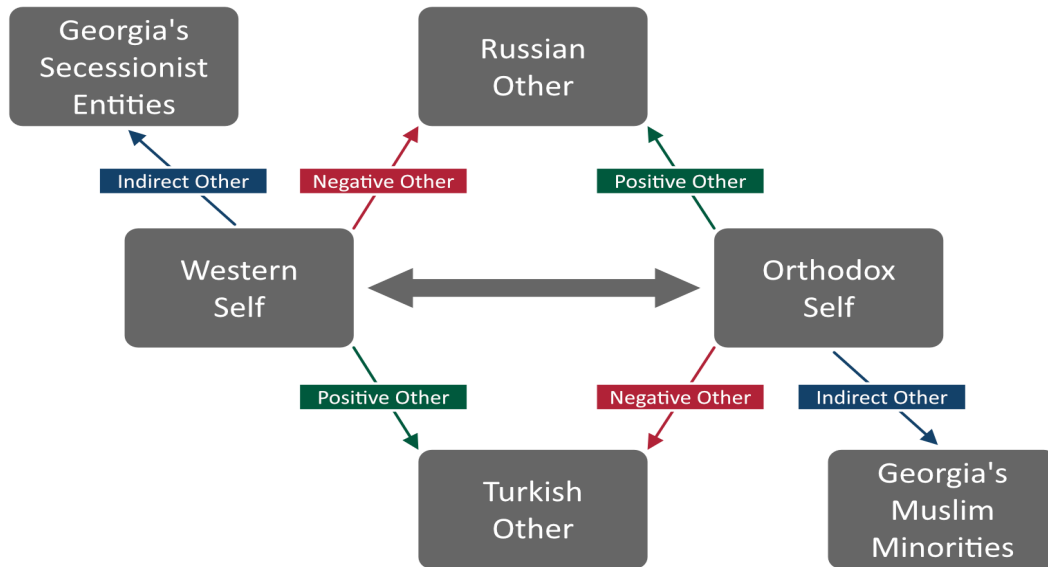 Georgia's
Secessionist
Entities
Russian
Other
Indirect Other
Negative Other
Positive Other
Western
Self
Orthodox
Self
Positive Other
Negative Other
Indirect Other
Turkish
Other
Georgia's
Muslim
Minorities